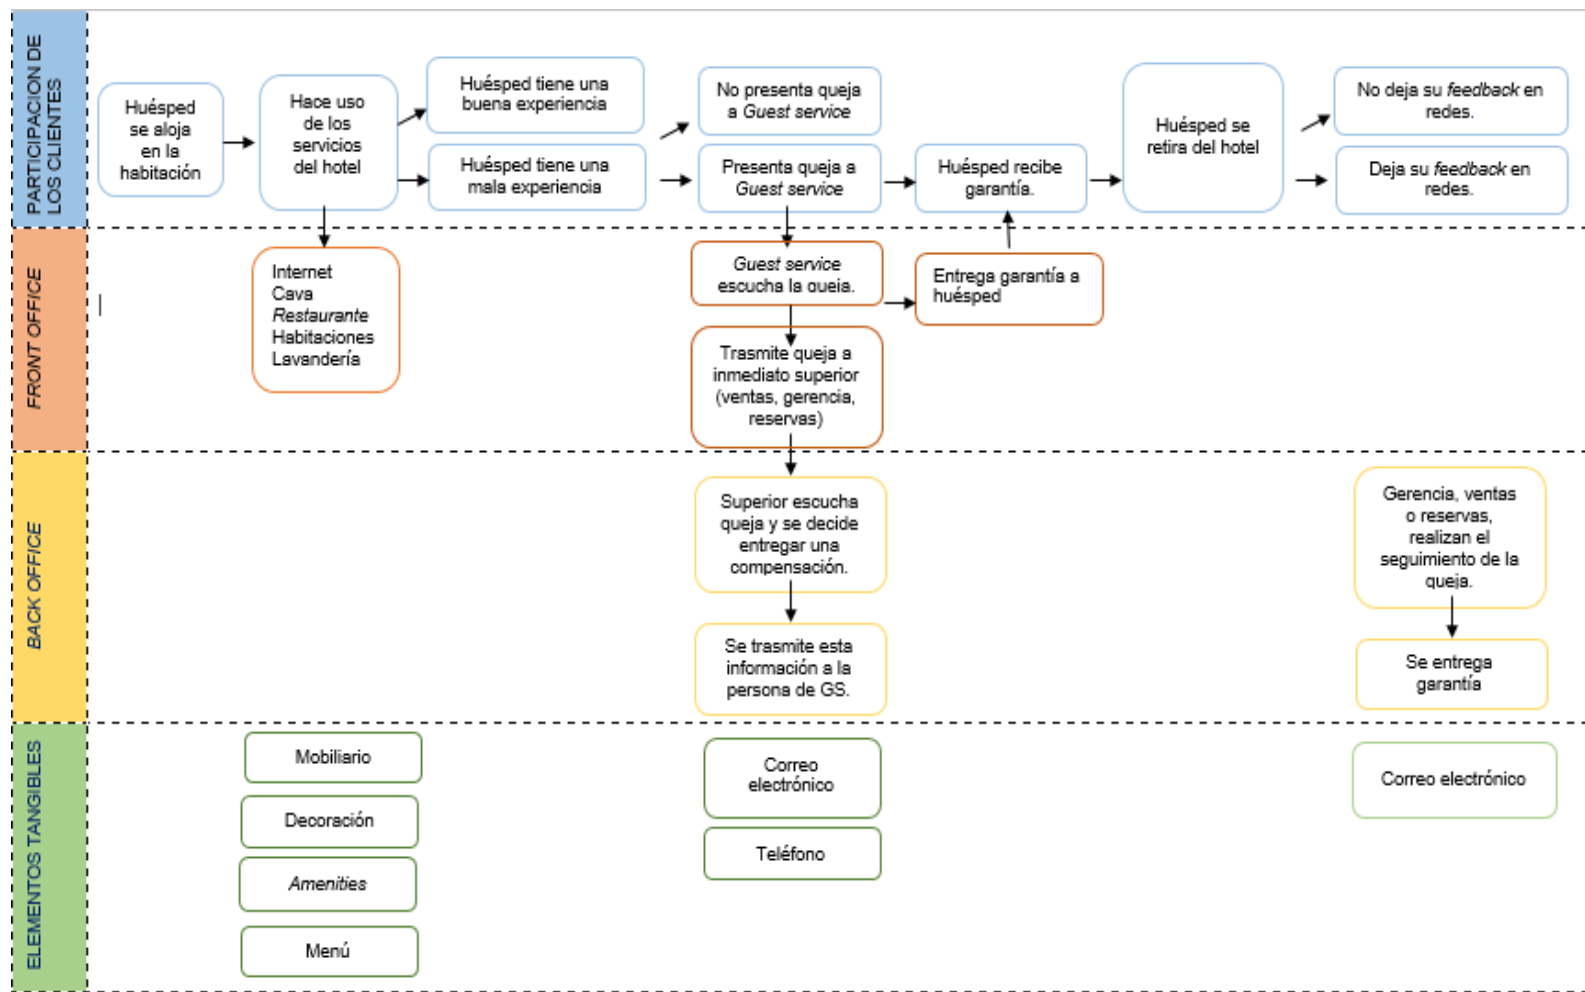 PARTICIPACION DE
LOS CLIENTES
Huésped
se aloja
en la
habitación
Hace uso
de los
servicios
del hotel
Huésped tiene una
buena experiencia
Huésped tiene una
mala experiencia
No presenta queja
a Guest service
Presenta queja a
Guest service
Huésped recibe
garantía.
Huésped se
retira del hotel
No deja su feedback en
redes.
Deja su feedback en
redes.
FRONT OFFICE
Internet
Cava
Restaurante
Habitaciones
Lavandería
Guest service
escucha la queja.
Entrega garantía a
huésped
Trasmite queja a
inmediato superior
(ventas, gerencia,
reservas)
BACK OFFICE
Superior escucha
queja y se decide
entregar una
compensación.
Se trasmite esta
información a la
persona de GS.
Gerencia, ventas
o reservas,
realizan el
seguimiento de la
queja.
Se entrega
garantía
ELEMENTOS TANGIBLES
Mobiliario
Decoración
Amenities
Menú
Correo
electrónico
Teléfono
Correo electrónico